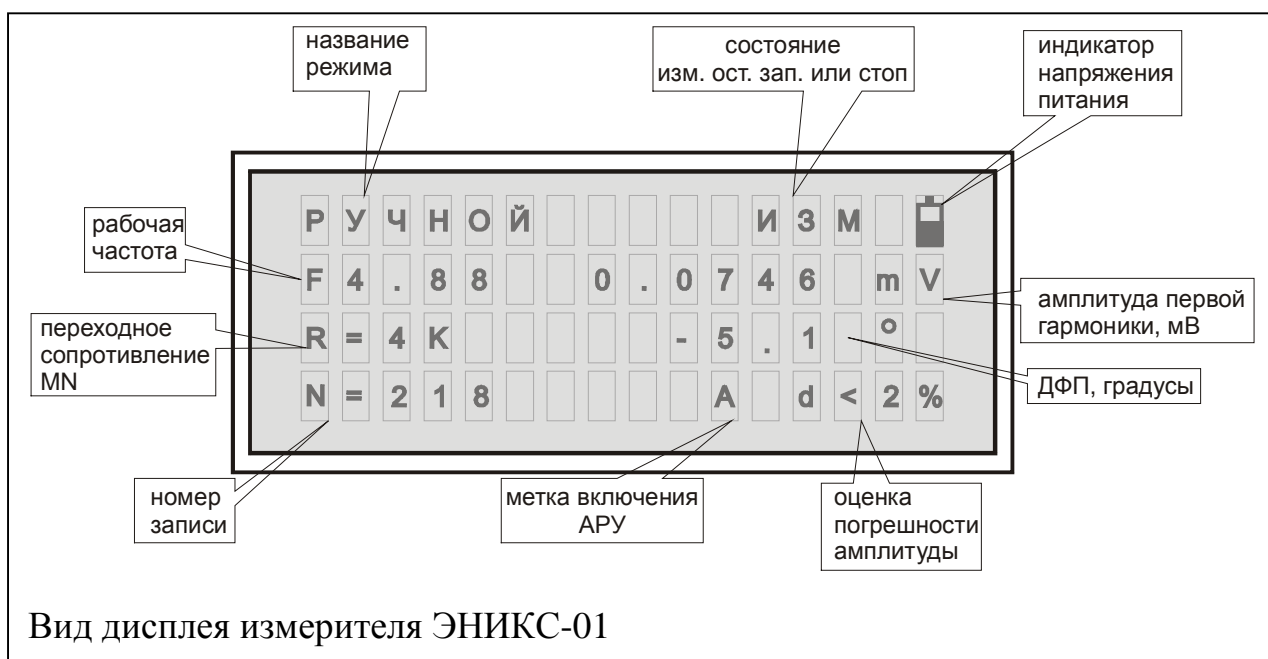 название
режима
состояние
изм. ост. зап. или стоп
индикатор
напряжения
питания
рабочая
частота
РУЧНОЙ ИЗМ
F4.88 0.0746 mV
R=4K -5.1 °
N=218 A d<2%
переходное
сопротивление
MN
амплитуда первой
гармоники, мВ
ДФП, градусы
номер
записи
метка включения
АРУ
оценка
погрешности
амплитуды
Вид дисплея измерителя ЭНИКС-01